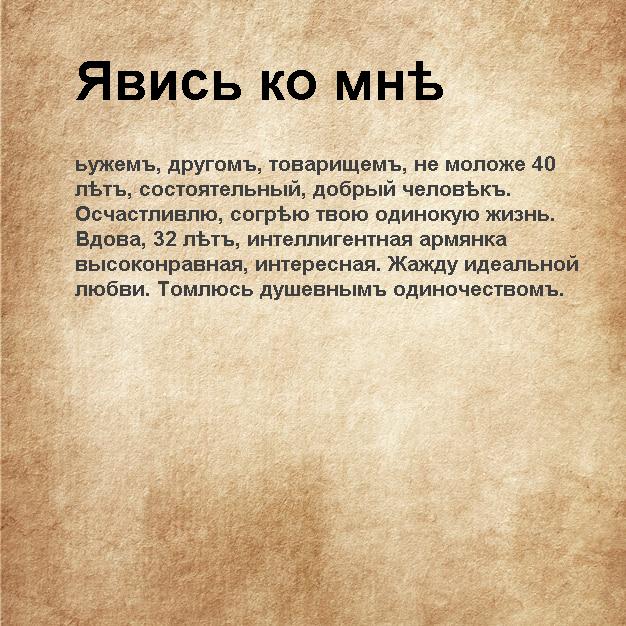 Явись ко мнѣ
ьужемъ, другомъ, товарищемъ, не моложе 40
лѣтъ, состоятельный, добрый человѣкъ.
Осчастливлю, согрѣю твою одинокую жизнь.
Вдова, 32 лѣтъ, интеллигентная армянка
высоконравная, интересная. Жажду идеальной
любви. Томлюсь душевнымъ одиночествомъ.